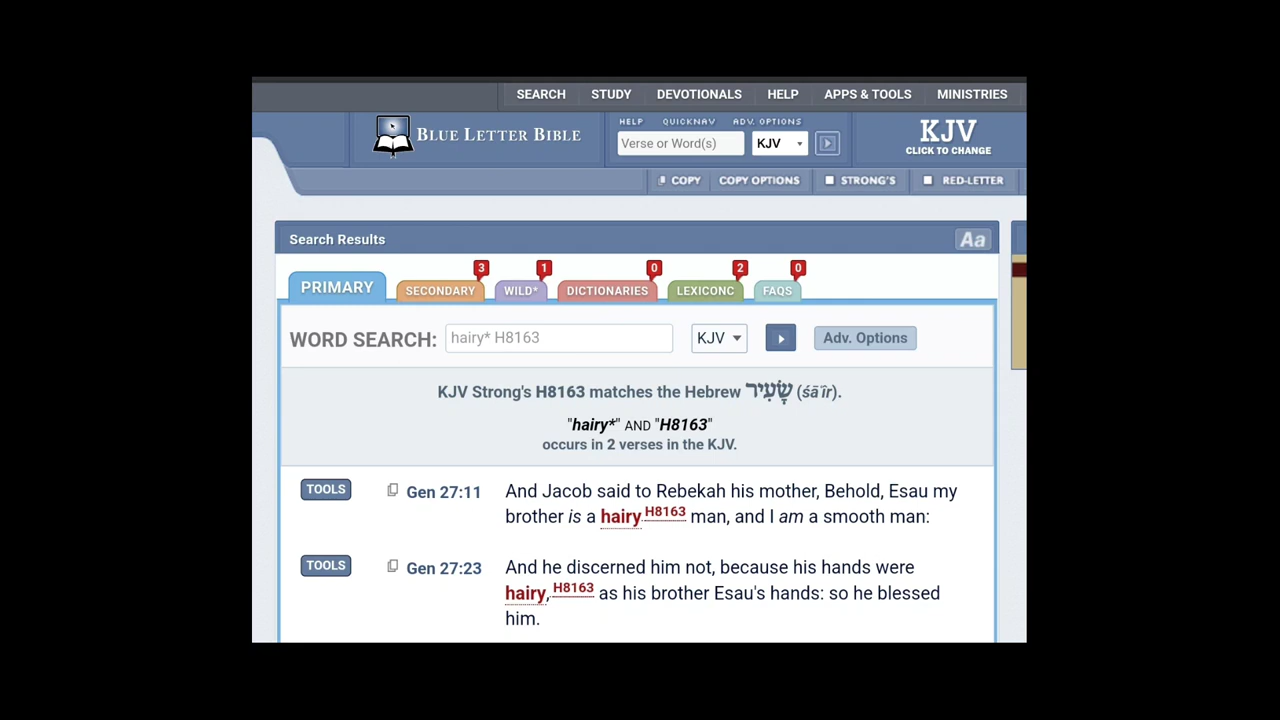 SEARCH STUDY DEVOTIONALS HELP APPS & TOOLS MINISTRIES
HELP QUICKNAV ADV. OPTIONS
BLUE LETTER BIBLE
Verse or Word(s) KJV
KJV
CLICK TO CHANGE
COPY COPY OPTIONS STRONG'S RED-LETTER
Search Results Aa
3 1 0 2 0
PRIMARY SECONDARY WILD* DICTIONARIES LEXICONC FAQS
WORD SEARCH: hairy* H8163 KJV Adv. Options
KJV Strong's H8163 matches the Hebrew שָׂעִיר (śāʿîr).
"hairy*" AND "H8163"
occurs in 2 verses in the KJV.
TOOLS Gen 27:11 And Jacob said to Rebekah his mother, Behold, Esau my
brother is a hairy H8163 man, and I am a smooth man:
TOOLS Gen 27:23 And he discerned him not, because his hands were
hairy, H8163 as his brother Esau's hands: so he blessed
him.